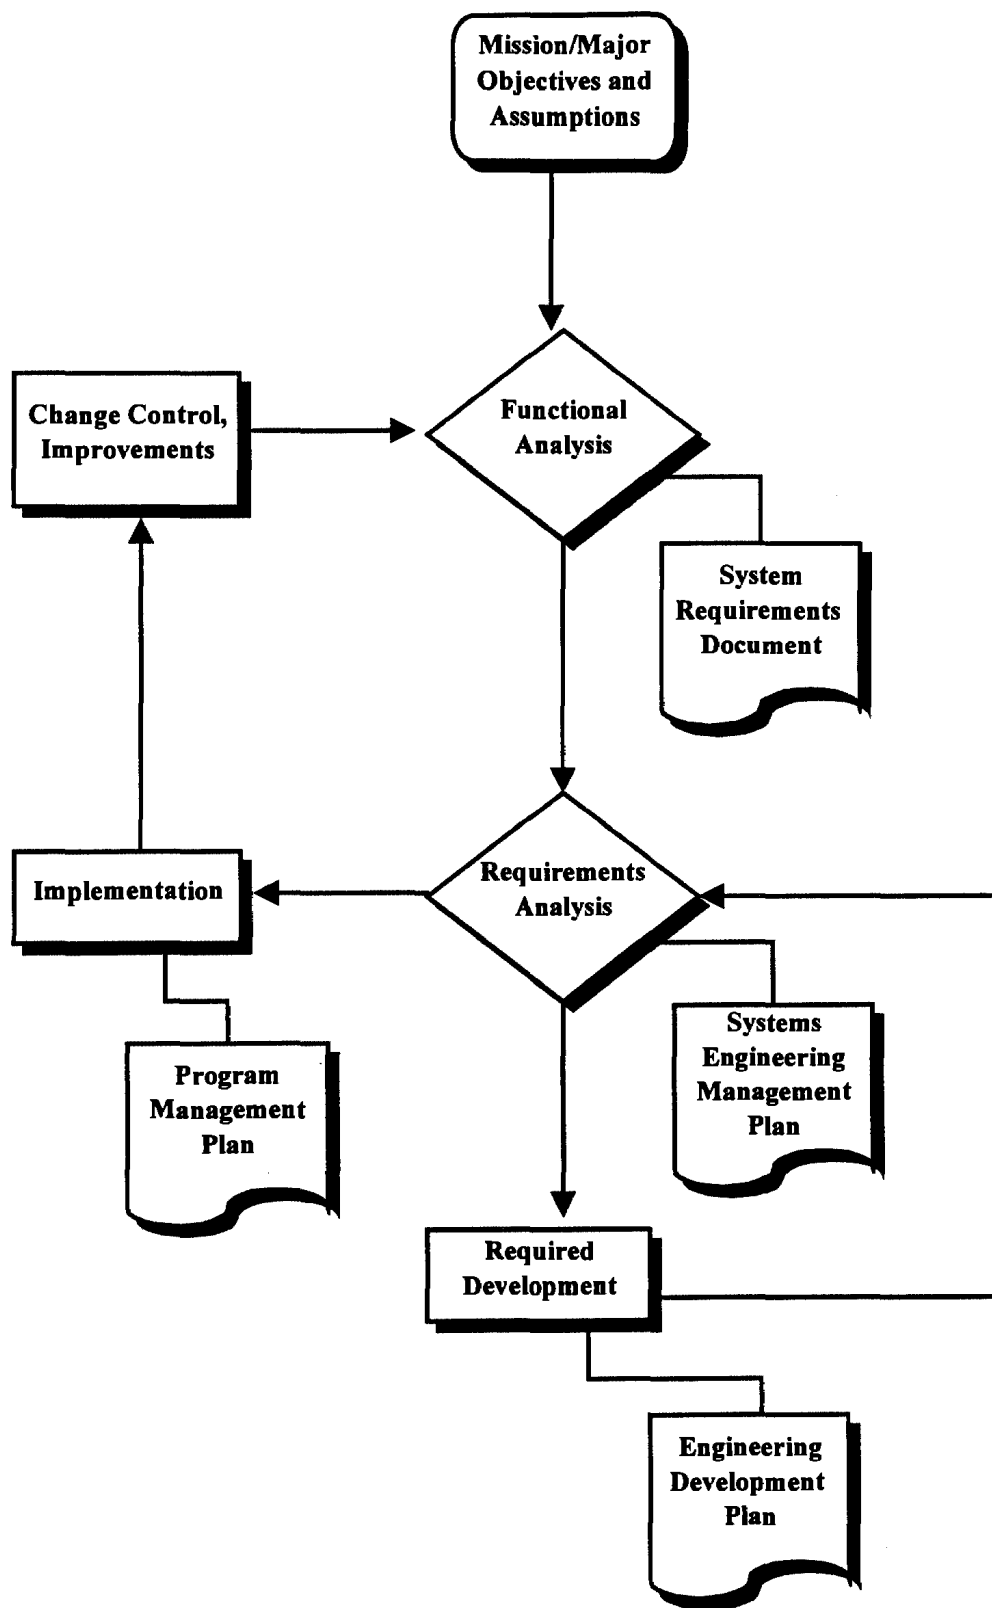 Mission/Major
Objectives and
Assumptions
Change Control,
Improvements
Functional
Analysis
System
Requirements
Document
Implementation
Requirements
Analysis
Program
Management
Plan
Systems
Engineering
Management
Plan
Required
Development
Engineering
Development
Plan